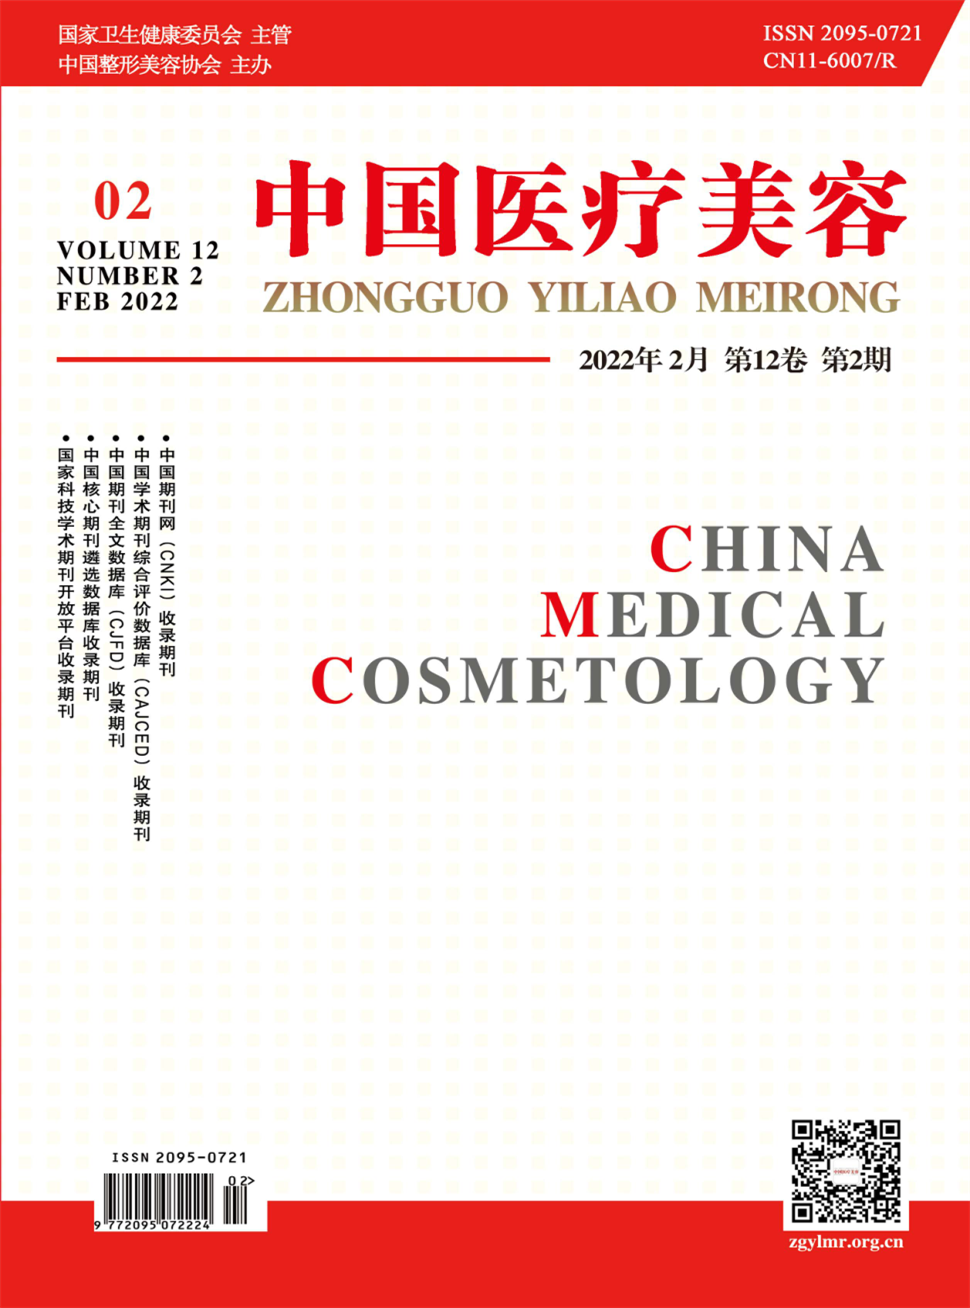 国家卫生健康委员会 主管
中国整形美容协会 主办
ISSN 2095-0721
CN11-6007/R
02
VOLUME 12
NUMBER 2
FEB 2022
中国医疗美容
ZHONGGUO YILIAO MEIRONG
2022年 2月 第12卷 第2期
•中国期刊网（CNKI）收录期刊
•中国学术期刊综合评价数据库（CAJCED）收录期刊
•中国期刊全文数据库（CJFD）收录期刊
•中国核心期刊遴选数据库收录期刊
•国家科技学术期刊开放平台收录期刊
CHINA
MEDICAL
COSMETOLOGY
ISSN 2095-0721
02>
9 772095 072224
zgylmr.org.cn